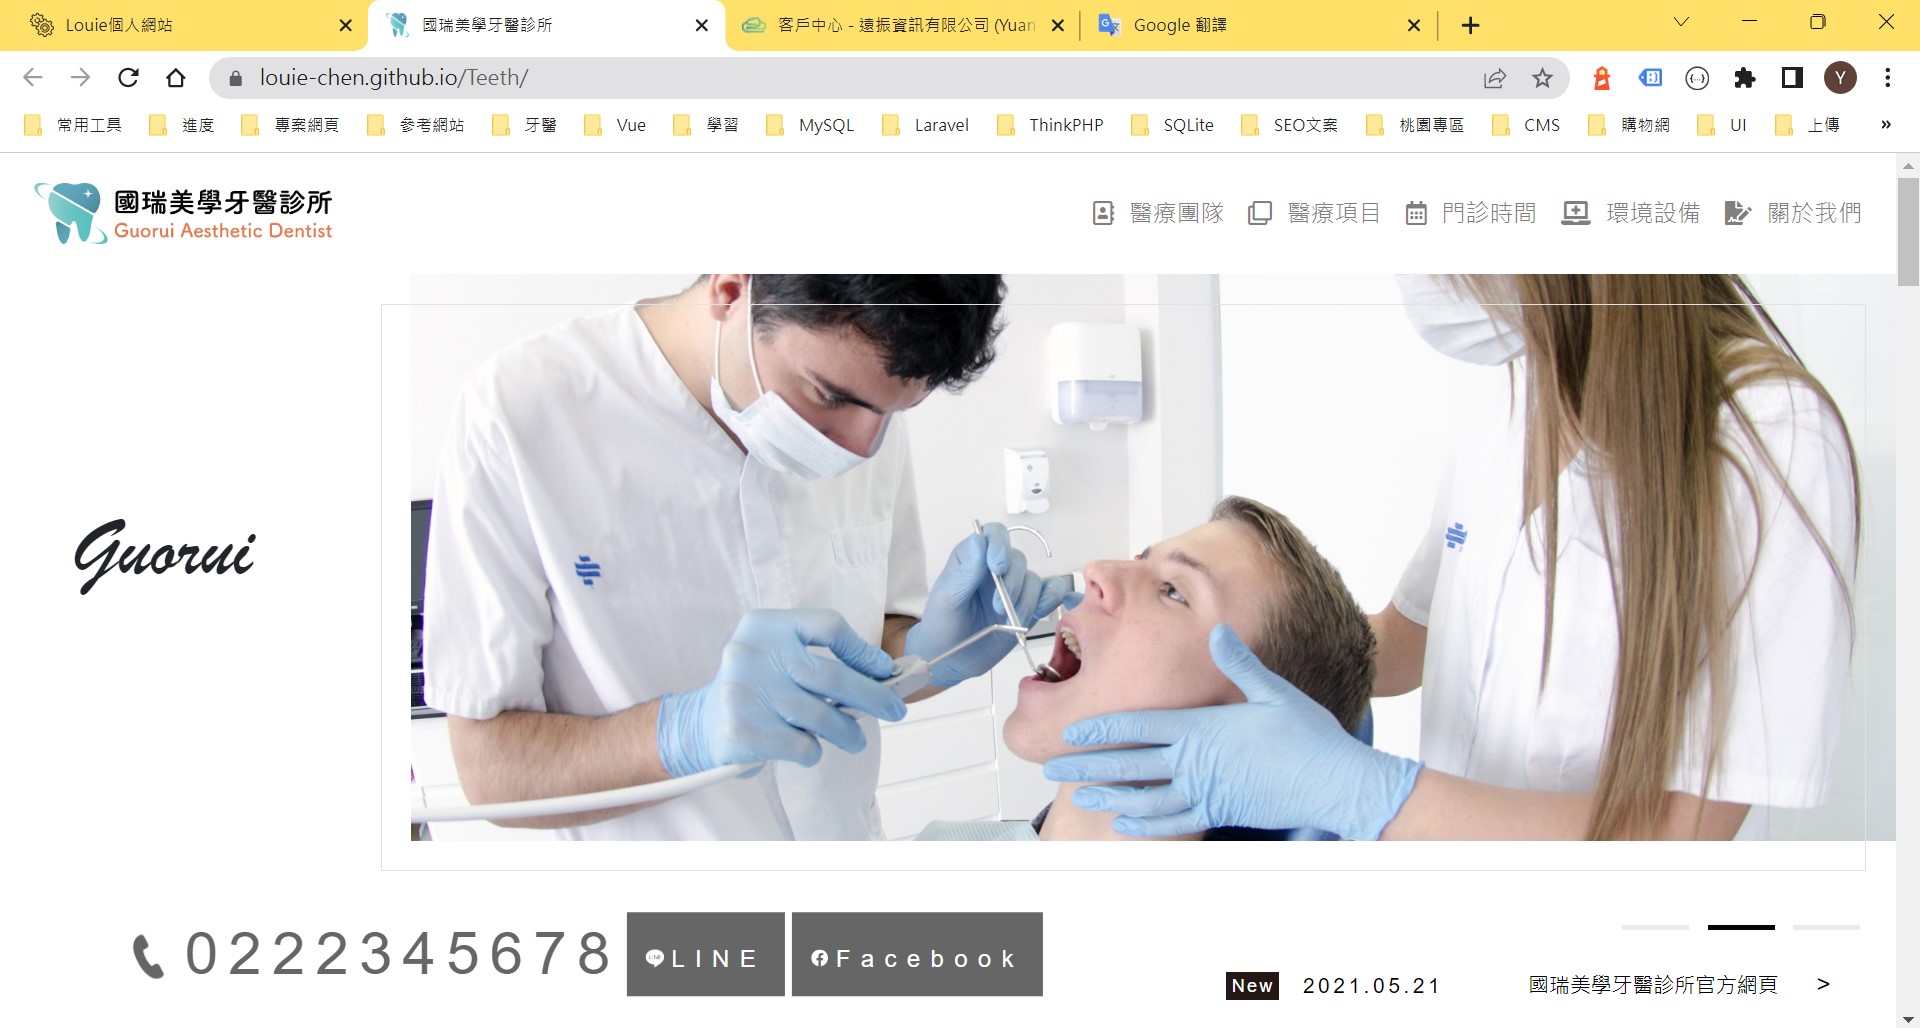 Louie個人網站
國瑞美學牙醫診所
客戶中心 - 遠振資訊有限公司 (Yuan
Google 翻譯
louie-chen.github.io/Teeth/
Y
常用工具
進度
專案網頁
參考網站
牙醫
Vue
學習
MySQL
Laravel
ThinkPHP
SQLite
SEO文案
桃園專區
CMS
購物網
UI
上傳
»
國瑞美學牙醫診所
Guorui Aesthetic Dentist
醫療團隊
醫療項目
門診時間
環境設備
關於我們
Guorui
0222345678
LINE
Facebook
New
2021.05.21
國瑞美學牙醫診所官方網頁
>